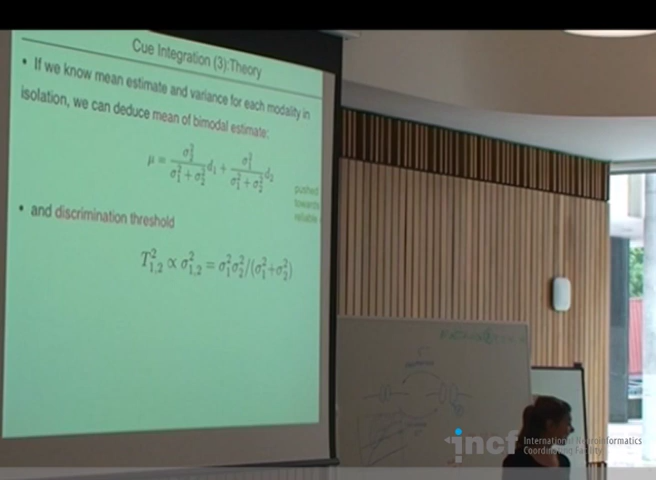 Cue Integration (3):Theory
• If we know mean estimate and variance for each modality in
isolation, we can deduce mean of bimodal estimate:
μ = σ₂² / (σ₁² + σ₂²) d₁ + σ₁² / (σ₁² + σ₂²) d₂
pushed
towards
reliable
• and discrimination threshold
T²₁,₂ ∝ σ²₁,₂ = σ₁²σ₂²/(σ₁²+σ₂²)
incf
International Neuroinformatics
Coordinating Facility